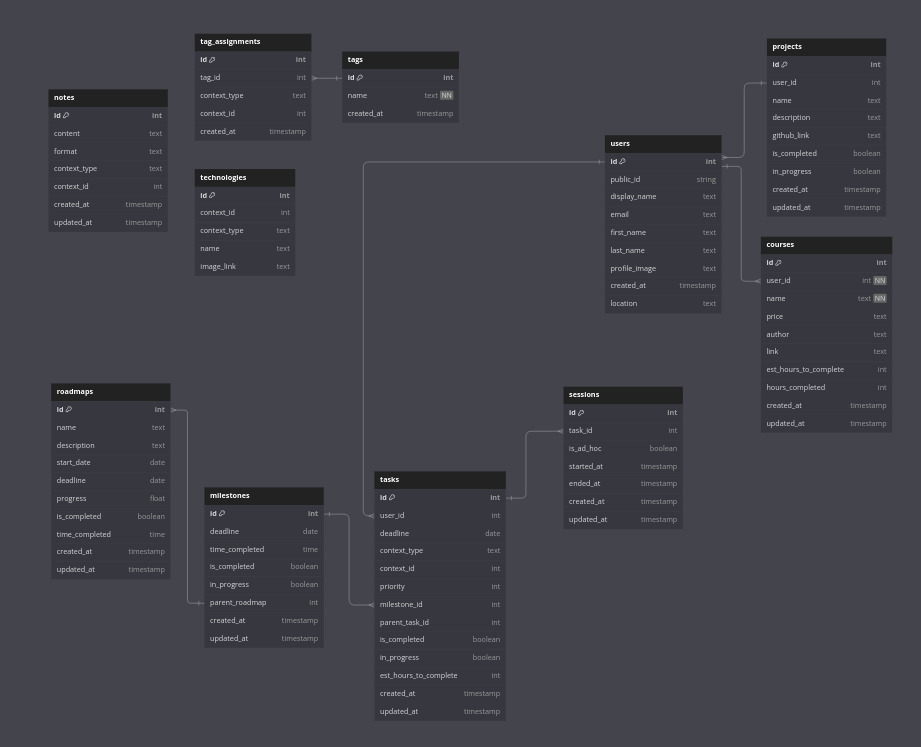 tag_assignments
id int
tag_id int
context_type text
context_id int
created_at timestamp
tags
id int
name text NN
created_at timestamp
projects
id int
user_id int
name text
description text
github_link text
is_completed boolean
in_progress boolean
created_at timestamp
updated_at timestamp
notes
id int
content text
format text
context_type text
context_id int
created_at timestamp
updated_at timestamp
users
id int
public_id string
display_name text
email text
first_name text
last_name text
profile_image text
created_at timestamp
location text
technologies
id int
context_id int
context_type text
name text
image_link text
courses
id int
user_id int NN
name text NN
price text
author text
link text
est_hours_to_complete int
hours_completed int
created_at timestamp
updated_at timestamp
roadmaps
id int
name text
description text
start_date date
deadline date
progress float
is_completed boolean
time_completed time
created_at timestamp
updated_at timestamp
sessions
id int
task_id int
is_ad_hoc boolean
started_at timestamp
ended_at timestamp
created_at timestamp
updated_at timestamp
milestones
id int
deadline date
time_completed time
is_completed boolean
in_progress boolean
parent_roadmap int
created_at timestamp
updated_at timestamp
tasks
id int
user_id int
deadline date
context_type text
context_id int
priority int
milestone_id int
parent_task_id int
is_completed boolean
in_progress boolean
est_hours_to_complete int
created_at timestamp
updated_at timestamp